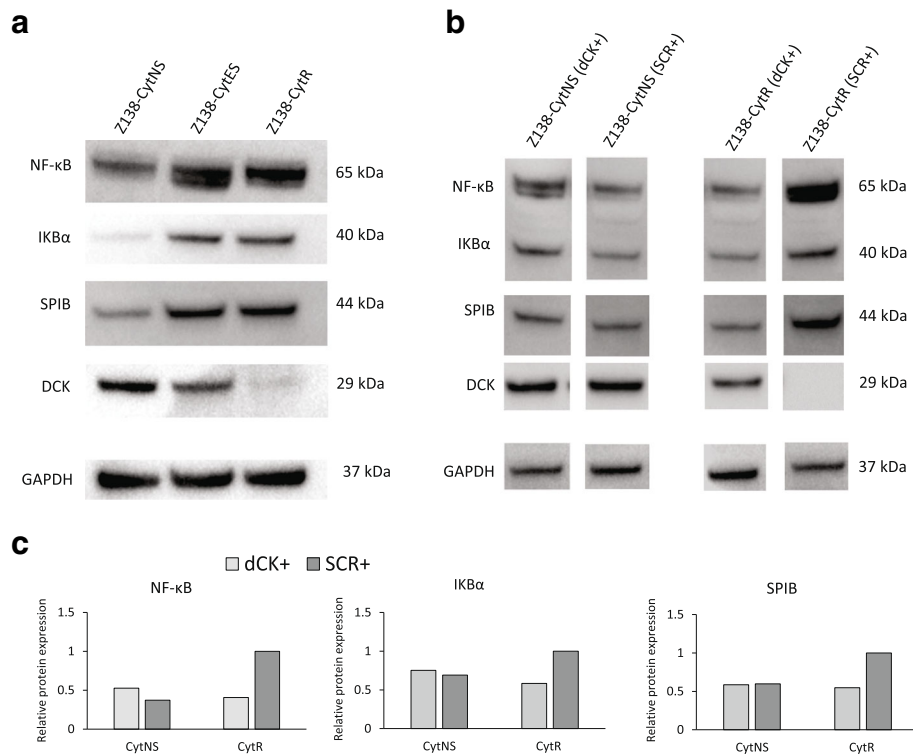 a
Z138-CytNS
Z138-CytES
Z138-CytR
NF-κB
65 kDa
IKBα
40 kDa
SPIB
44 kDa
DCK
29 kDa
GAPDH
37 kDa
b
Z138-CytNS (dCK+)
Z138-CytNS (SCR+)
Z138-CytR (dCK+)
Z138-CytR (SCR+)
NF-κB
65 kDa
IKBα
40 kDa
SPIB
44 kDa
DCK
29 kDa
GAPDH
37 kDa
c
dCK+ SCR+
NF-κB
Relative protein expression
1.5
1
0.5
0
CytNS CytR
IKBα
Relative protein expression
1.5
1
0.5
0
CytNS CytR
SPIB
Relative protein expression
1.5
1
0.5
0
CytNS CytR